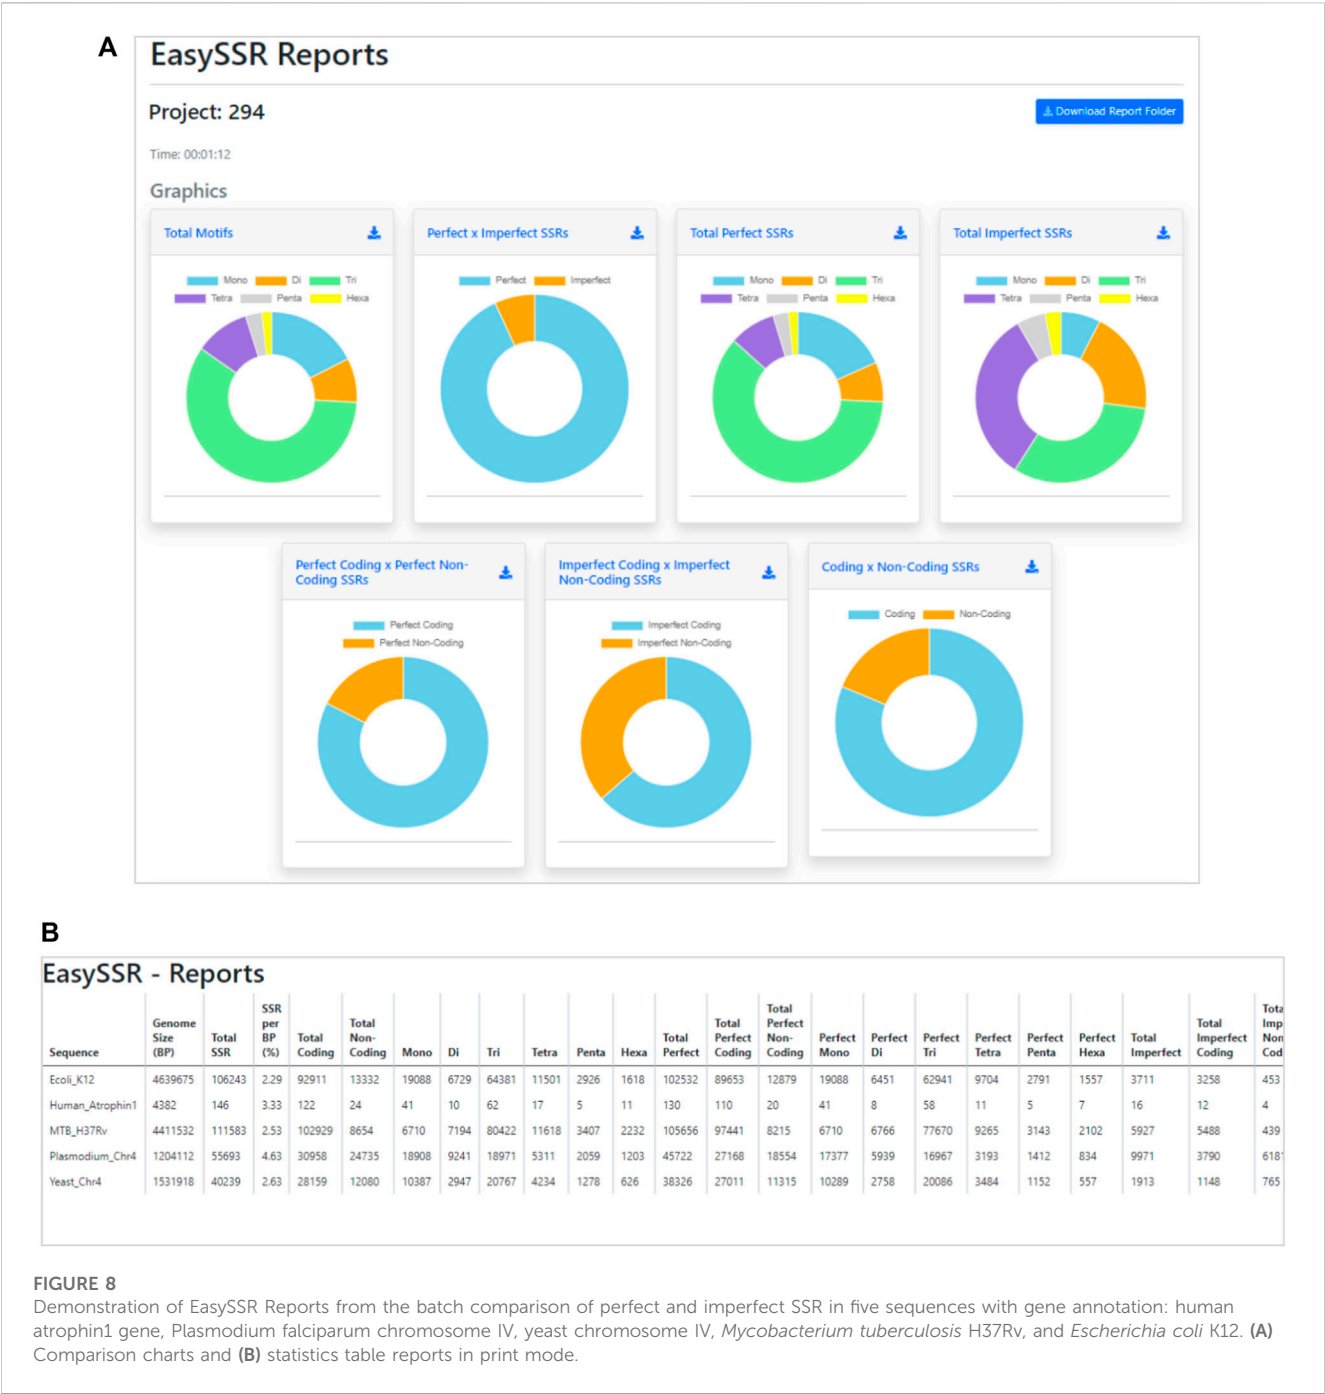 A
EasySSR Reports
Project: 294
Download Report Folder
Time: 00:01:12
Graphics
Total Motifs
Mono Di Tri
Tetra Penta Hexa
Perfect x Imperfect SSRs
Perfect Imperfect
Total Perfect SSRs
Mono Di Tri
Tetra Penta Hexa
Total Imperfect SSRs
Mono Di Tri
Tetra Penta Hexa
Perfect Coding x Perfect Non-
Coding SSRs
Perfect Coding
Perfect Non-Coding
Imperfect Coding x Imperfect
Non-Coding SSRs
Imperfect Coding
Imperfect Non-Coding
Coding x Non-Coding SSRs
Coding Non-Coding
B
EasySSR - Reports
Sequence Genome Size (BP) Total SSR SSR per BP (%) Total Coding Total Non-Coding Mono Di Tri Tetra Penta Hexa Total Perfect Total Perfect Coding Total Perfect Non-Coding Perfect Mono Perfect Di Perfect Tri Perfect Tetra Perfect Penta Perfect Hexa Total Imperfect Total Imperfect Coding Tota Imp Non Cod
Ecoli_K12 4639675 106243 2.29 92911 13332 19088 6729 64381 11501 2926 1618 102532 89653 12879 19088 6451 62941 9704 2791 1557 3711 3258 453
Human_Atrophin1 4382 146 3.33 122 24 41 10 62 17 5 11 130 110 20 41 8 58 11 5 7 16 12 4
MTB_H37Rv 4411532 111583 2.53 102929 8654 6710 7194 80422 11618 3407 2232 105656 97441 8215 6710 6766 77670 9265 3143 2102 5927 5488 439
Plasmodium_Chr4 1204112 55693 4.63 30958 24735 18908 9241 18971 5311 2059 1203 45722 27168 18554 17377 5939 16967 3193 1412 834 9971 3790 6181
Yeast_Chr4 1531918 40239 2.63 28159 12080 10387 2947 20767 4234 1278 626 38326 27011 11315 10289 2758 20086 3484 1152 557 1913 1148 765
FIGURE 8
Demonstration of EasySSR Reports from the batch comparison of perfect and imperfect SSR in five sequences with gene annotation: human
atrophin1 gene, Plasmodium falciparum chromosome IV, yeast chromosome IV, Mycobacterium tuberculosis H37Rv, and Escherichia coli K12. (A)
Comparison charts and (B) statistics table reports in print mode.